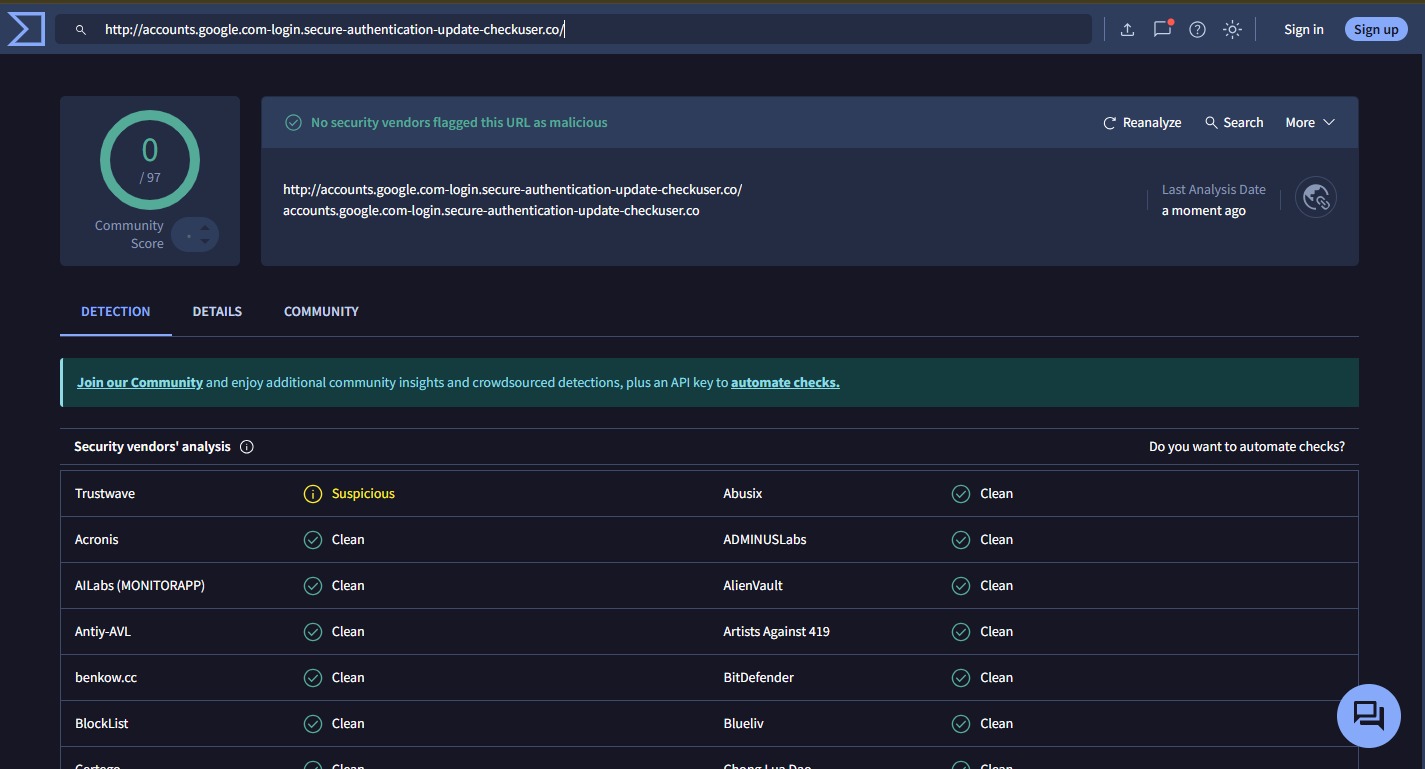 http://accounts.google.com-login.secure-authentication-update-checkuser.co/
Sign in
Sign up
0
/ 97
Community
Score
No security vendors flagged this URL as malicious
Reanalyze
Search
More
http://accounts.google.com-login.secure-authentication-update-checkuser.co/
accounts.google.com-login.secure-authentication-update-checkuser.co
Last Analysis Date
a moment ago
DETECTION
DETAILS
COMMUNITY
Join our Community and enjoy additional community insights and crowdsourced detections, plus an API key to automate checks.
Security vendors' analysis
Do you want to automate checks?
Trustwave Suspicious Abusix Clean
Acronis Clean ADMINUSLabs Clean
AILabs (MONITORAPP) Clean AlienVault Clean
Antiy-AVL Clean Artists Against 419 Clean
benkow.cc Clean BitDefender Clean
BlockList Clean Blueliv Clean
Certego Clean Chong Lua Dao Clean